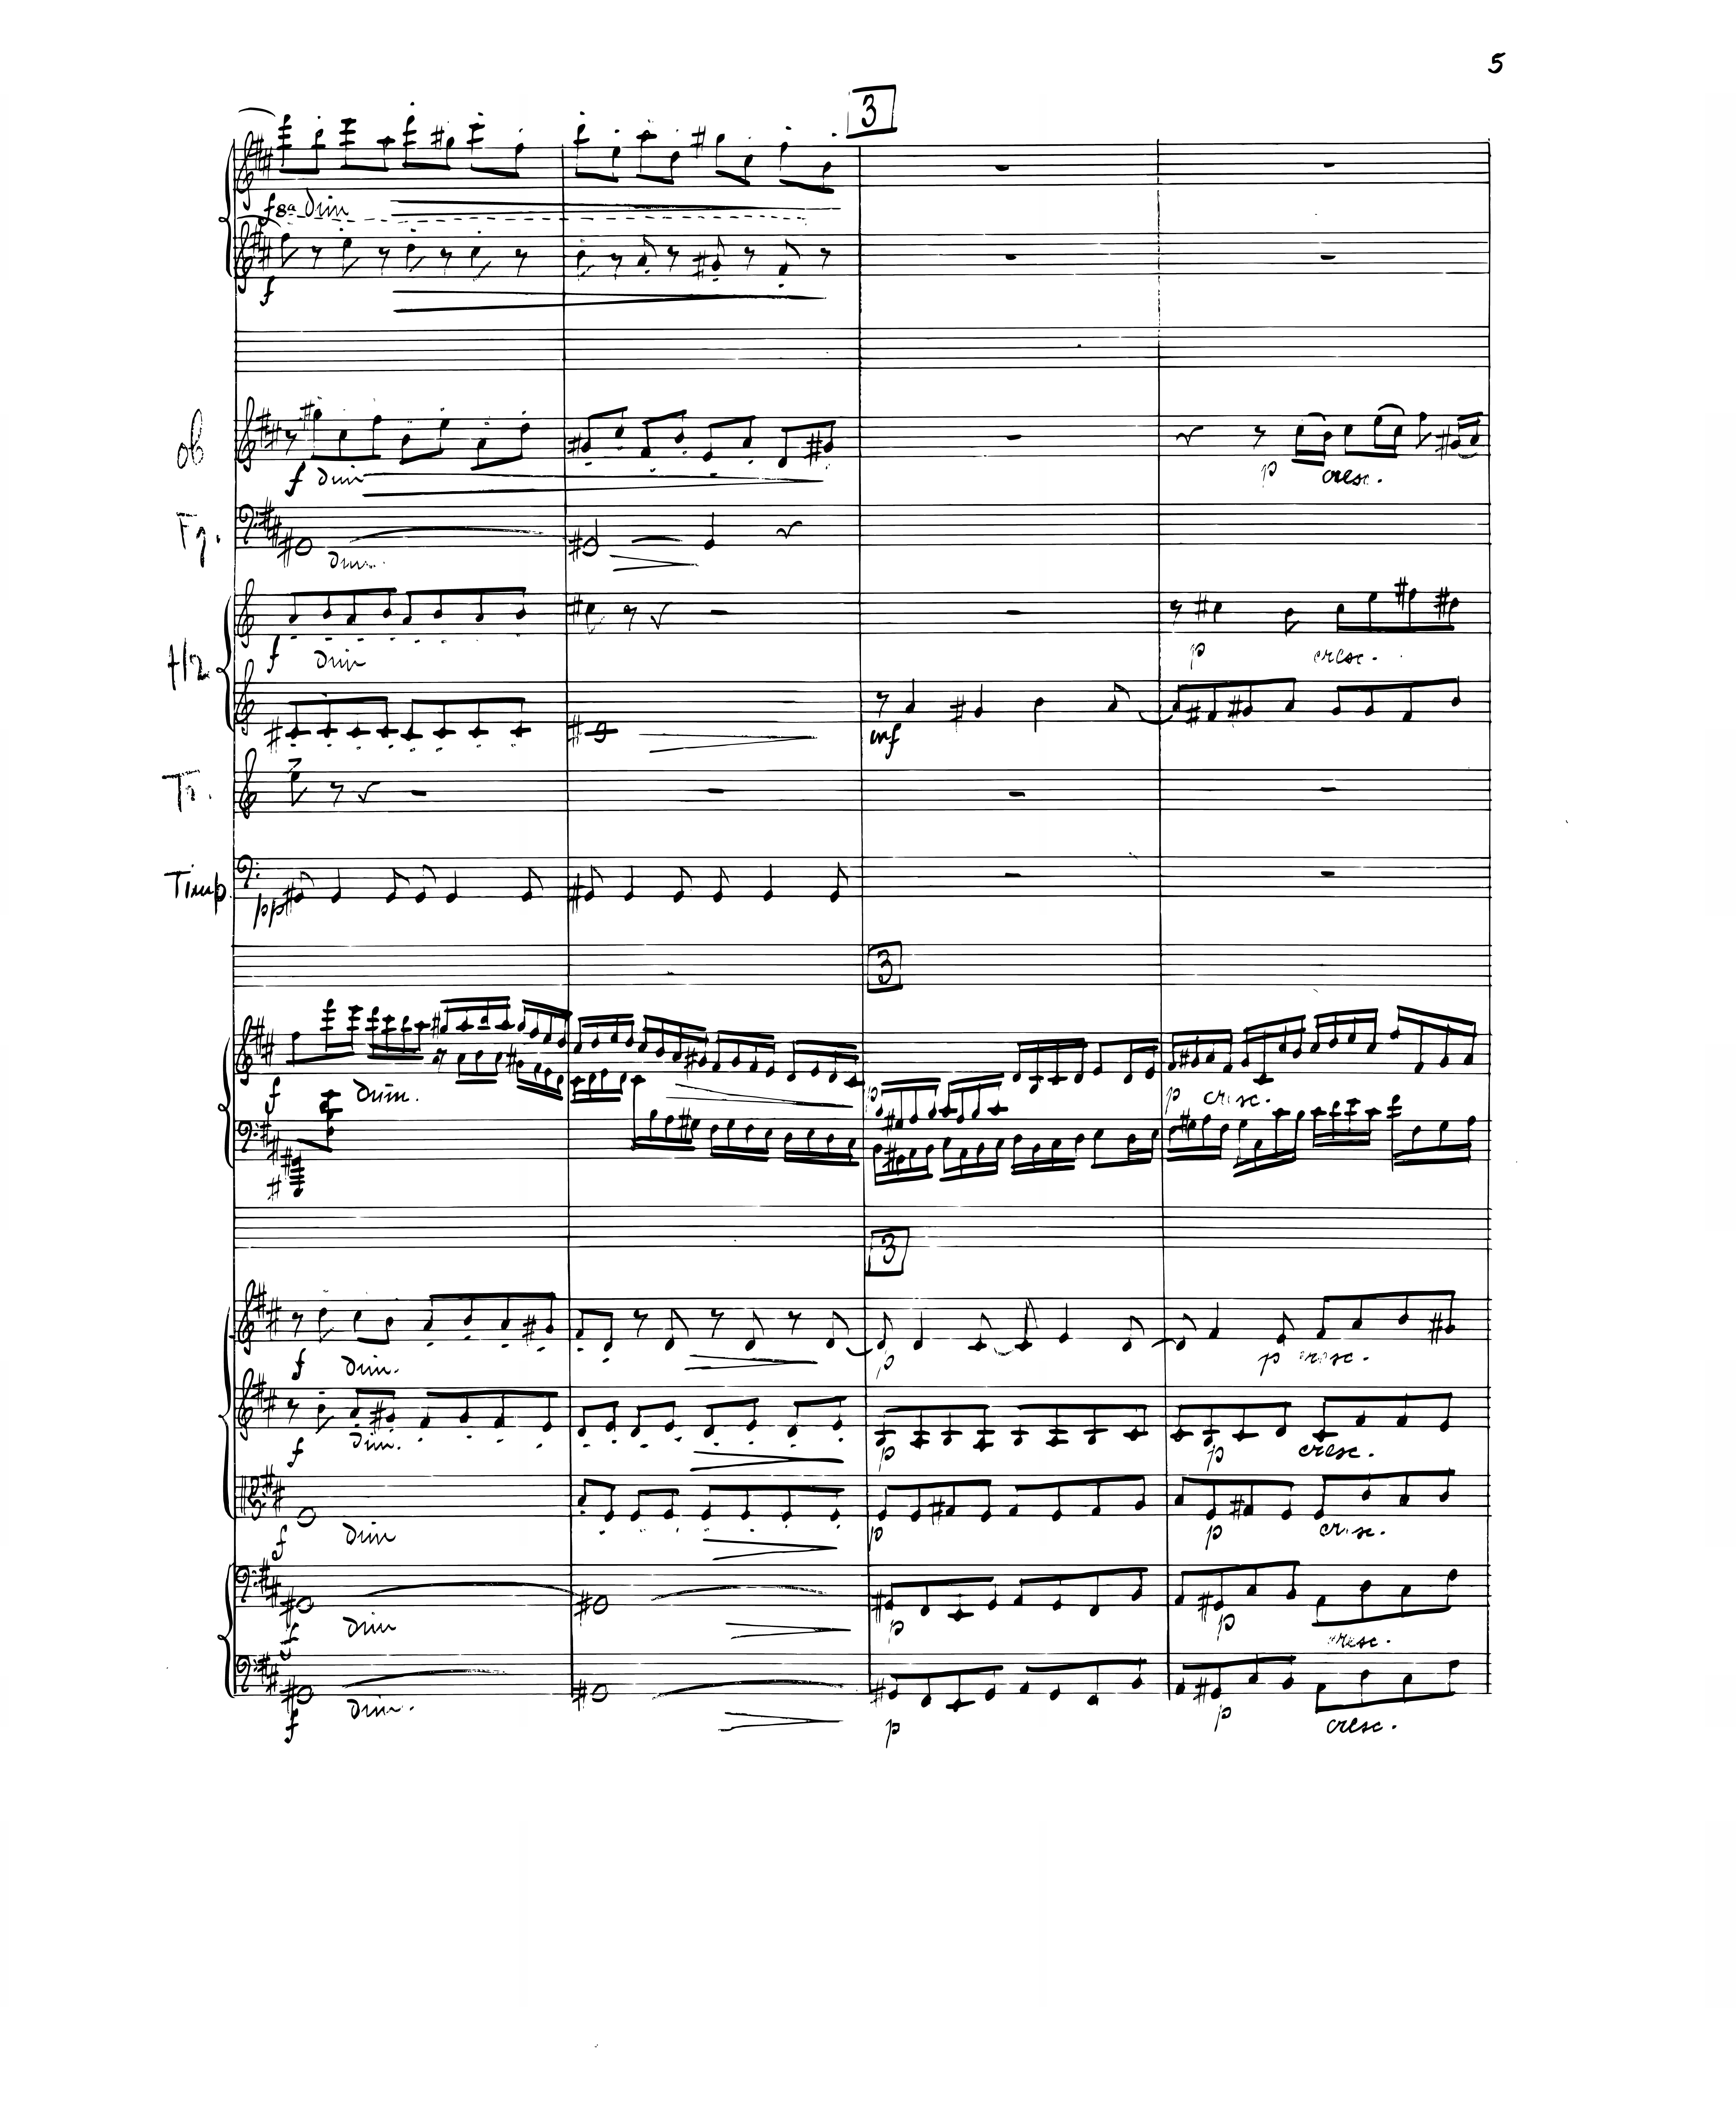 5
3
f 8a dim
f
ob
f dim
p cresc.
Fg.
dim.
Hr.
f dim
p cresc.
mf
Tr.
Timp.
pp
3
f dim.
p
p cresc.
3
f dim.
p
p cresc.
f dim.
p
p cresc.
f dim
p
p cresc.
f dim
p
p cresc.
f dim.
p
p cresc.